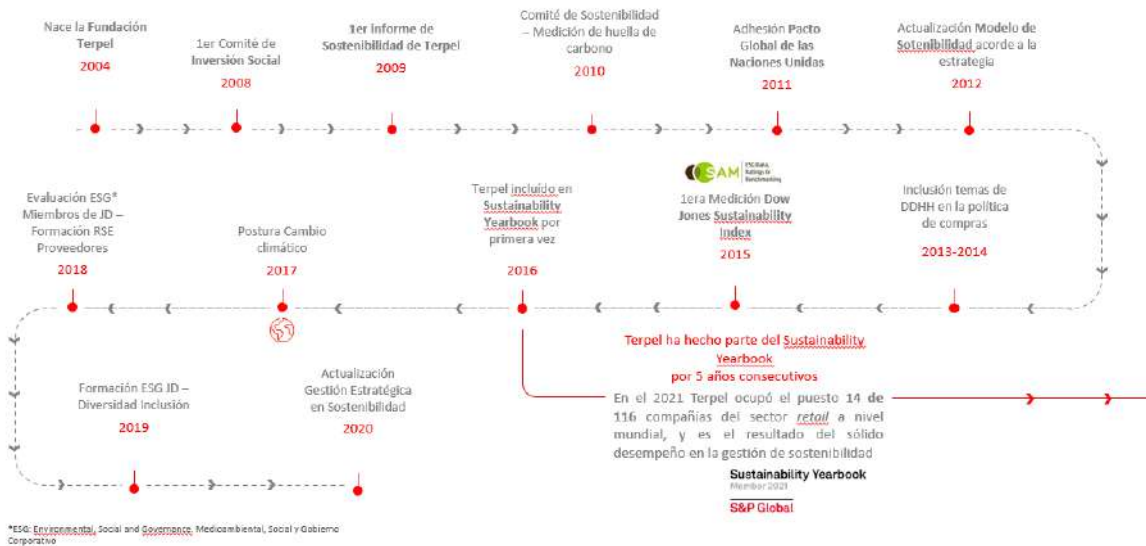 Nace la Fundación
Terpel
2004
1er Comité de
Inversión Social
2008
1er informe de
Sostenibilidad de Terpel
2009
Comité de Sostenibilidad
– Medición de huella de
carbono
2010
Adhesión Pacto
Global de las
Naciones Unidas
2011
Actualización Modelo de
Sotenibilidad acorde a la
estrategia
2012
Evaluación ESG*
Miembros de JD –
Formación RSE
Proveedores
2018
Postura Cambio
climático
2017
Terpel incluído en
Sustainability
Yearbook por
primera vez
2016
SAM
ESG Data,
Ratings &
Benchmarking
1era Medición Dow
Jones Sustainability
Index
2015
Inclusión temas de
DDHH en la política
de compras
2013-2014
Formación ESG JD –
Diversidad Inclusión
2019
Actualización
Gestión Estratégica
en Sostenibilidad
2020
Terpel ha hecho parte del Sustainability
Yearbook
por 5 años consecutivos
En el 2021 Terpel ocupó el puesto 14 de
116 compañías del sector retail a nivel
mundial, y es el resultado del sólido
desempeño en la gestión de sostenibilidad
Sustainability Yearbook
Member 2021
S&P Global
*ESG: Environmental, Social and Governance. Medioambiental, Social y Gobierno
Corporativo